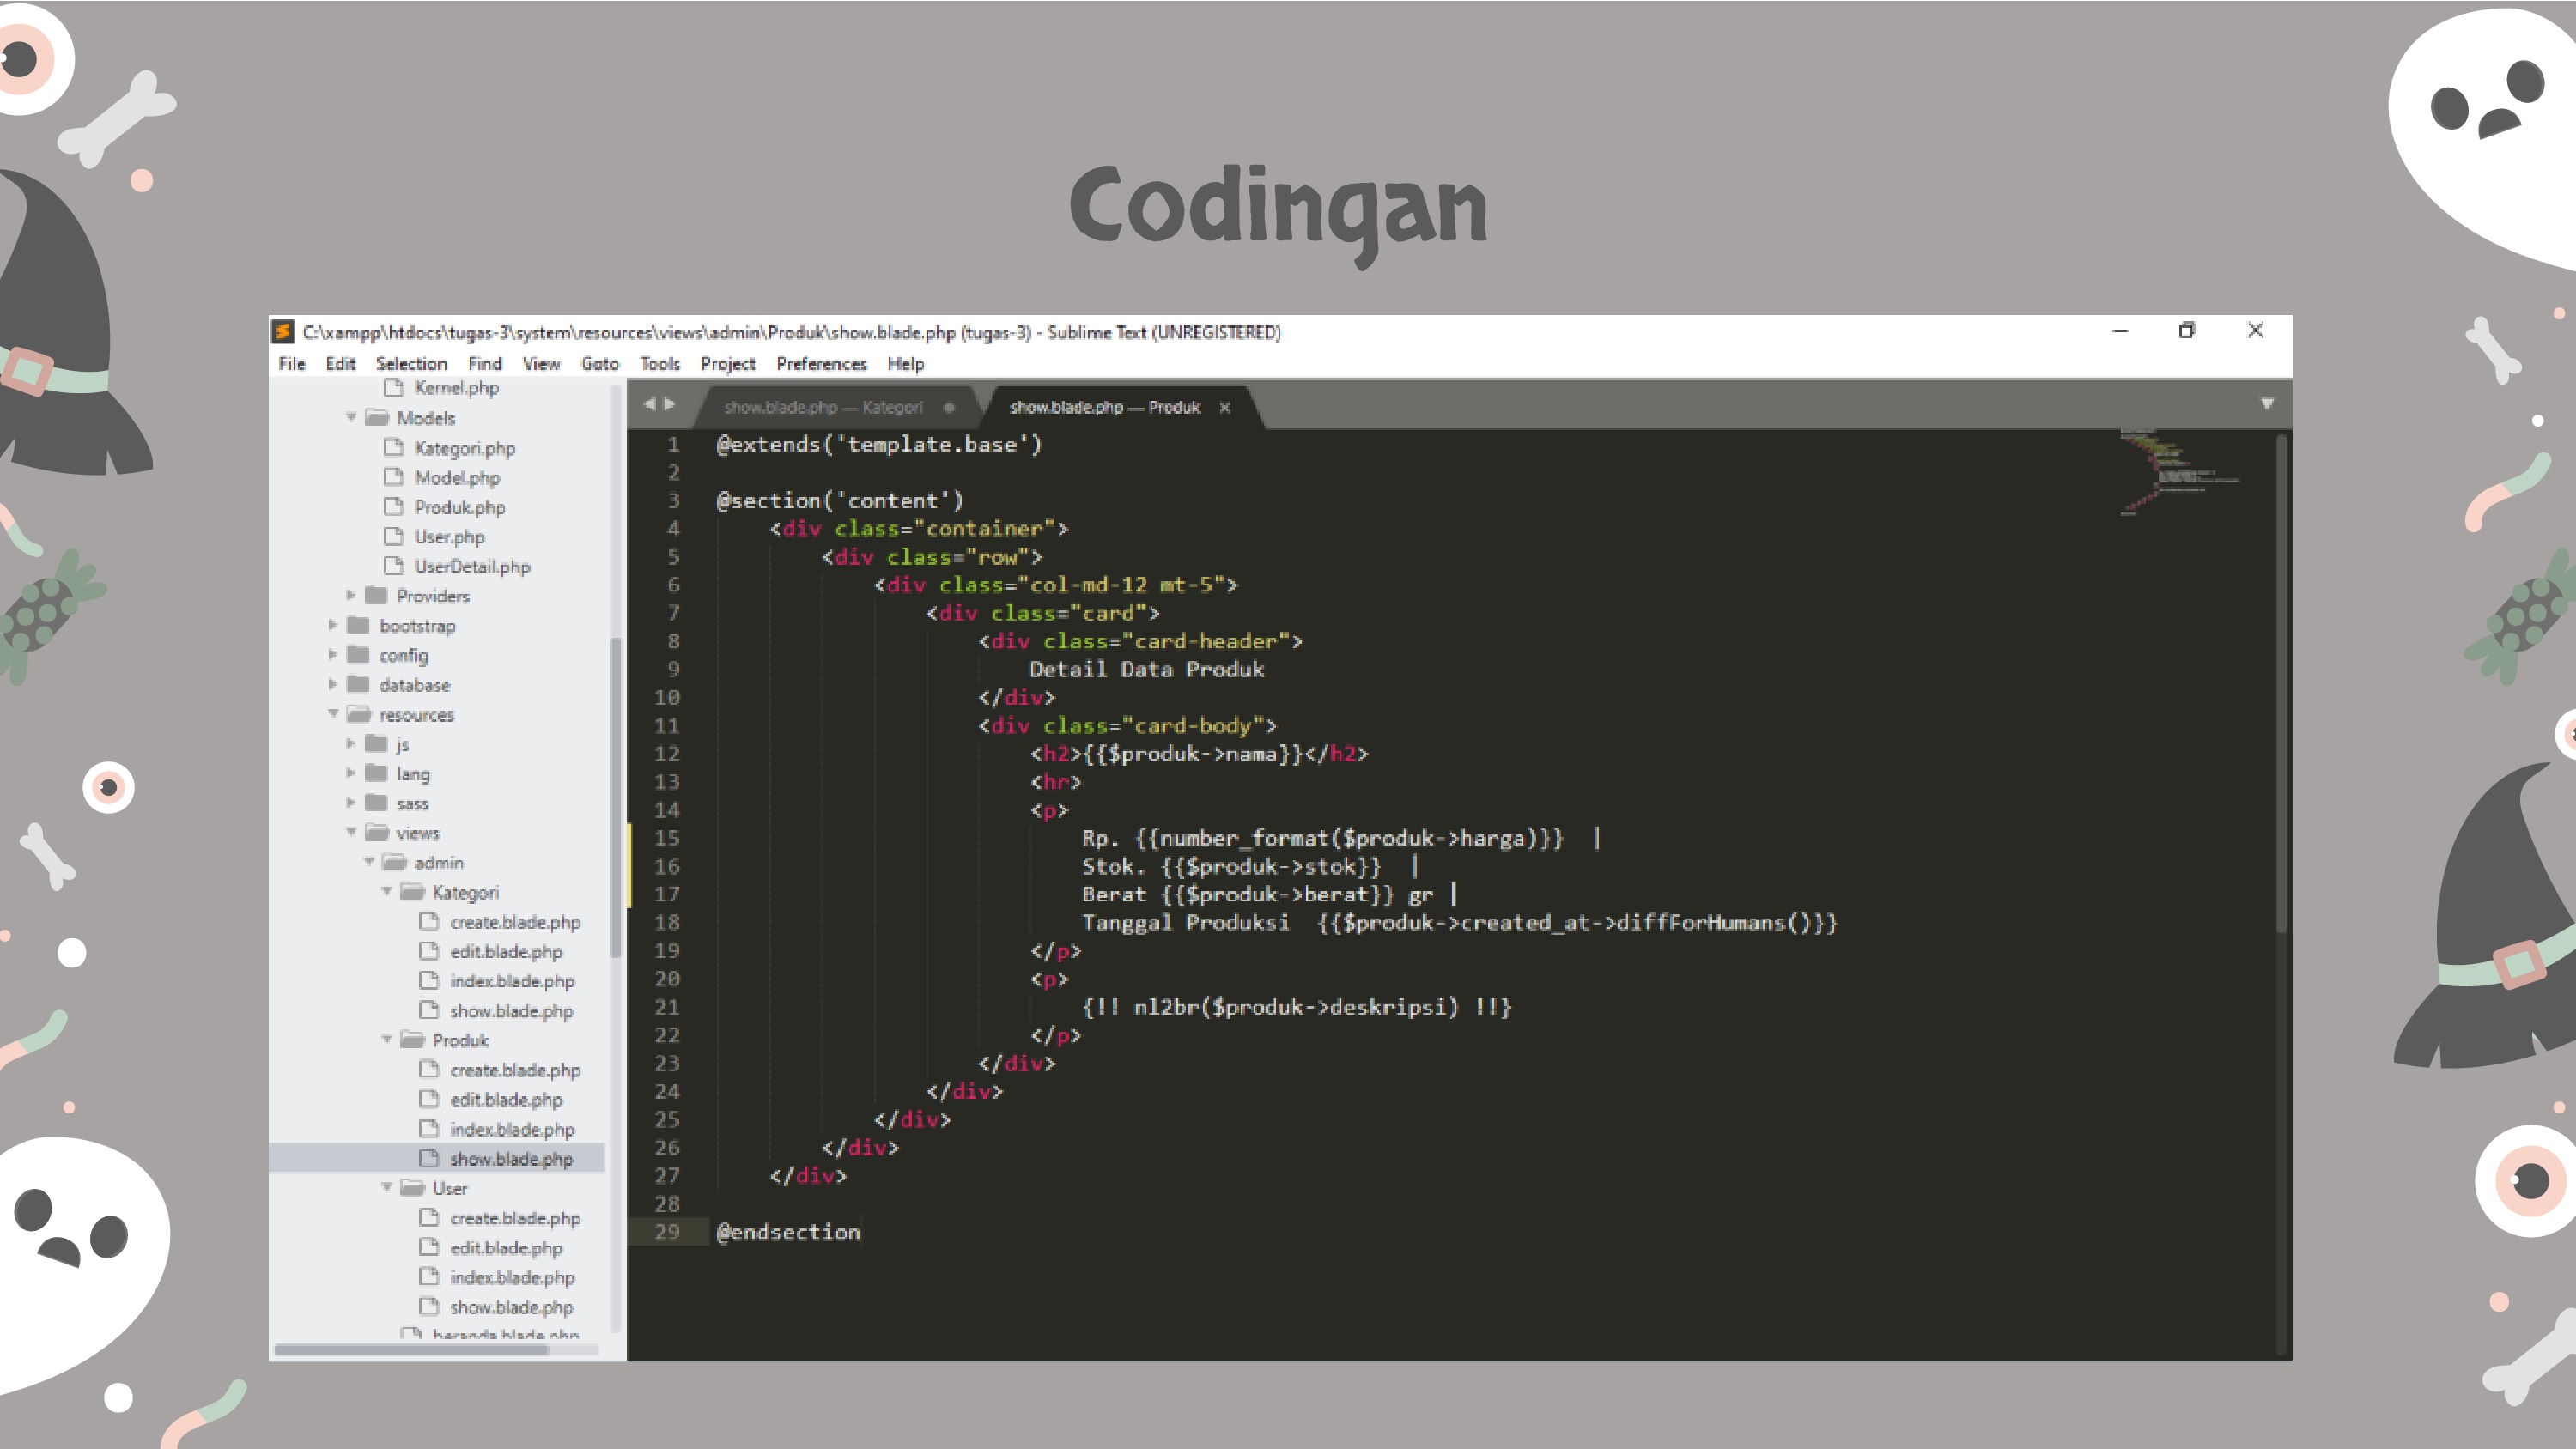 Codingan
C:\xampp\htdocs\tugas-3\system\resources\views\admin\Produk\show.blade.php (tugas-3) - Sublime Text (UNREGISTERED)
File Edit Selection Find View Goto Tools Project Preferences Help
Kernel.php
Models
Kategori.php
Model.php
Produk.php
User.php
UserDetail.php
Providers
bootstrap
config
database
resources
js
lang
sass
views
admin
Kategori
create.blade.php
edit.blade.php
index.blade.php
show.blade.php
Produk
create.blade.php
edit.blade.php
index.blade.php
show.blade.php
User
create.blade.php
edit.blade.php
index.blade.php
show.blade.php
beranda.blade.php
show.blade.php — Kategori show.blade.php — Produk
1 @extends('template.base')
2
3 @section('content')
4 <div class="container">
5 <div class="row">
6 <div class="col-md-12 mt-5">
7 <div class="card">
8 <div class="card-header">
9 Detail Data Produk
10 </div>
11 <div class="card-body">
12 <h2>{{$produk->nama}}</h2>
13 <hr>
14 <p>
15 Rp. {{number_format($produk->harga)}} |
16 Stok. {{$produk->stok}} |
17 Berat {{$produk->berat}} gr |
18 Tanggal Produksi {{$produk->created_at->diffForHumans()}}
19 </p>
20 <p>
21 {!! nl2br($produk->deskripsi) !!}
22 </p>
23 </div>
24 </div>
25 </div>
26 </div>
27 </div>
28
29 @endsection